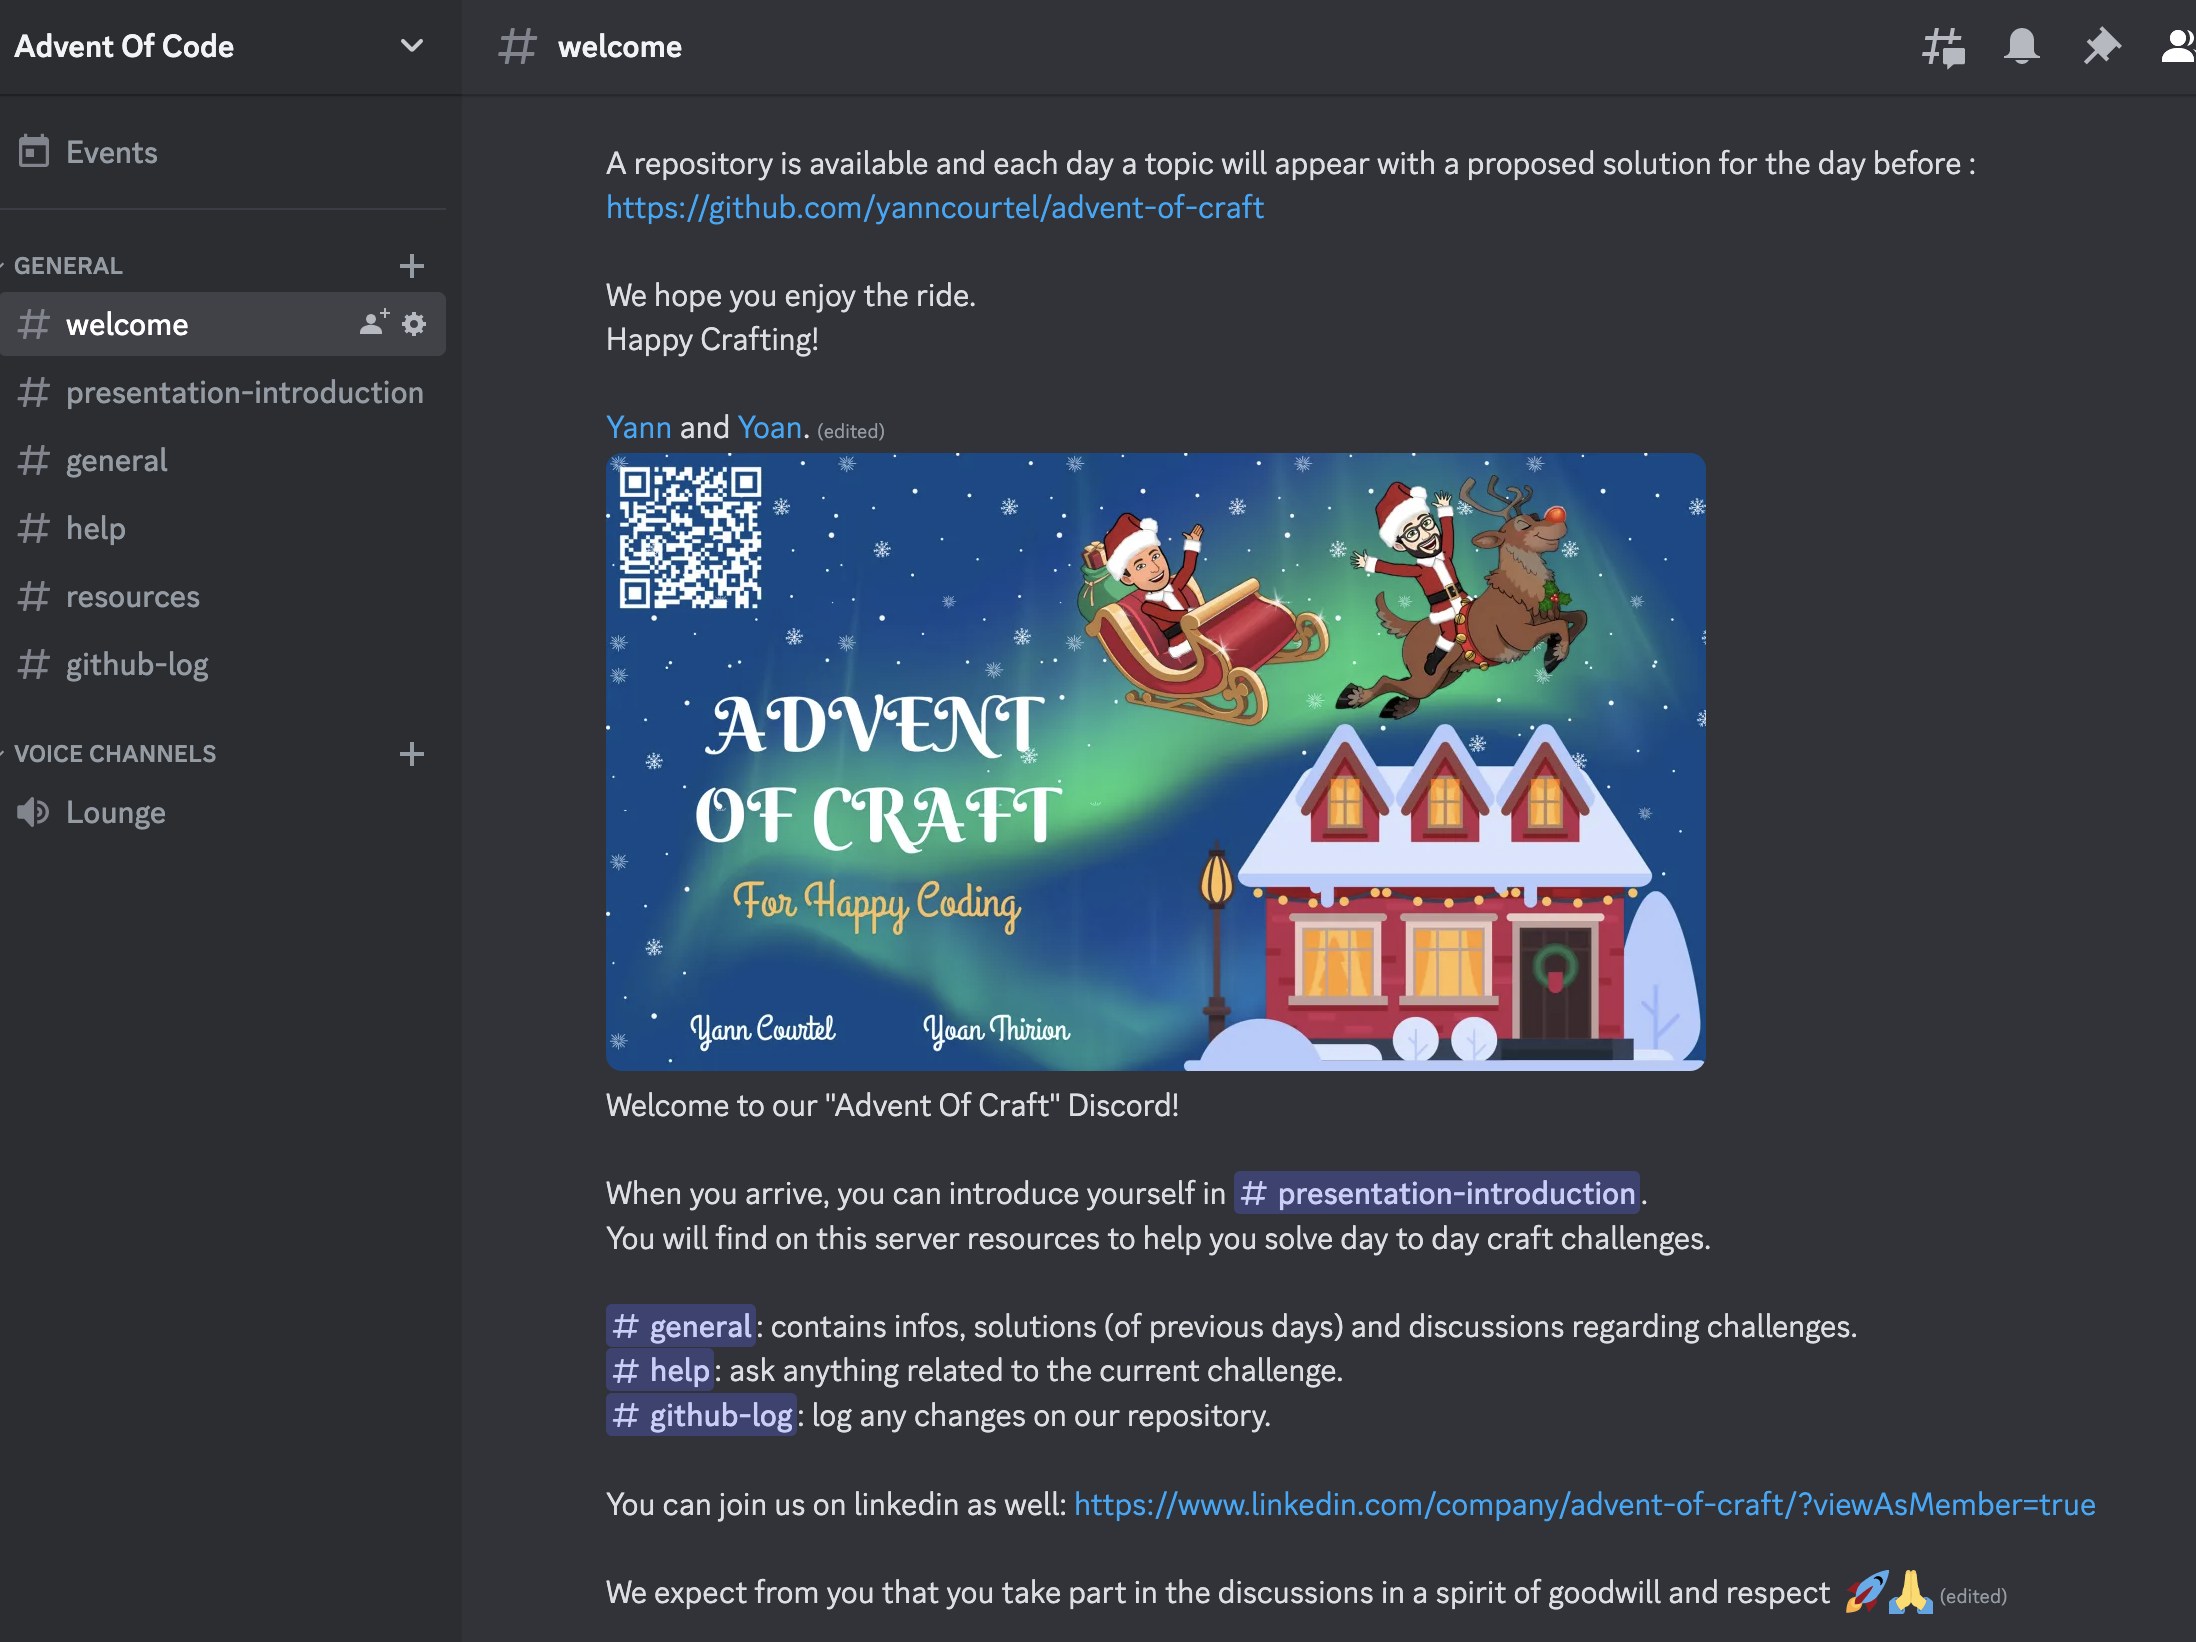 Advent Of Code
Events
GENERAL
# welcome
# presentation-introduction
# general
# help
# resources
# github-log
VOICE CHANNELS
Lounge
# welcome
A repository is available and each day a topic will appear with a proposed solution for the day before :
https://github.com/yanncourtel/advent-of-craft
We hope you enjoy the ride.
Happy Crafting!
Yann and Yoan. (edited)
ADVENT
OF CRAFT
For Happy Coding
Yann Courtel
Yoan Thirion
Welcome to our "Advent Of Craft" Discord!
When you arrive, you can introduce yourself in # presentation-introduction.
You will find on this server resources to help you solve day to day craft challenges.
# general: contains infos, solutions (of previous days) and discussions regarding challenges.
# help: ask anything related to the current challenge.
# github-log: log any changes on our repository.
You can join us on linkedin as well: https://www.linkedin.com/company/advent-of-craft/?viewAsMember=true
We expect from you that you take part in the discussions in a spirit of goodwill and respect 🚀🙏 (edited)